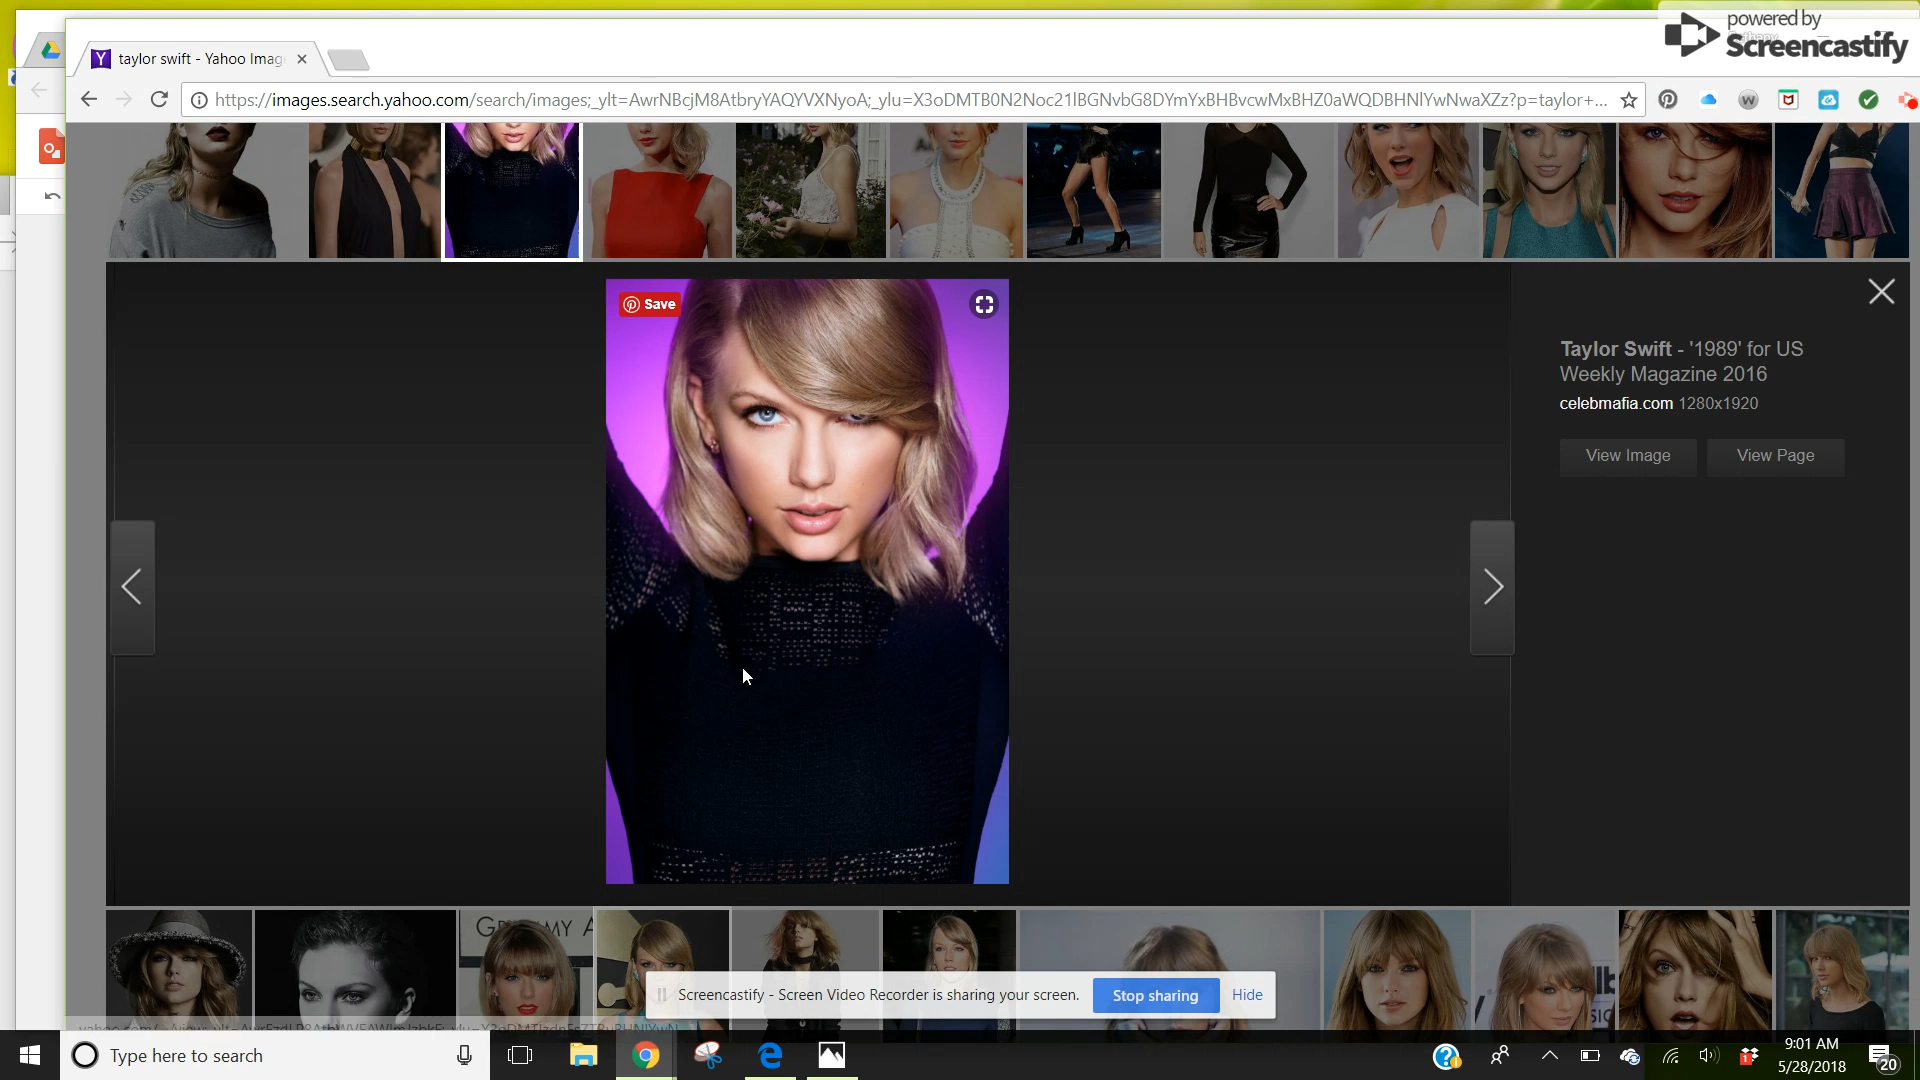 powered by
Screencastify
taylor swift - Yahoo Imag
https://images.search.yahoo.com/search/images;_ylt=AwrNBcjM8AtbryYAQYVXNyoA;_ylu=X3oDMTB0N2Noc21lBGNvbG8DYmYxBHBvcwMxBHZ0aWQDBHNlYwNwaXZz?p=taylor+...
Save
Taylor Swift - '1989' for US
Weekly Magazine 2016
celebmafia.com 1280x1920
View Image
View Page
Screencastify - Screen Video Recorder is sharing your screen.
Stop sharing
Hide
Type here to search
9:01 AM
5/28/2018
20